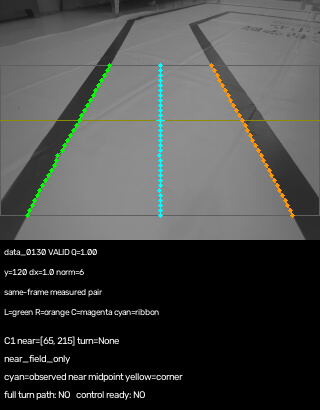 data_0130 VALID Q=1.00
y=120 dx=1.0 norm=6
same-frame measured pair
L=green R=orange C=magenta cyan=ribbon
C1 near=[65, 215] turn=None
near_field_only
cyan=observed near midpoint yellow=corner
full turn path: NO control ready: NO